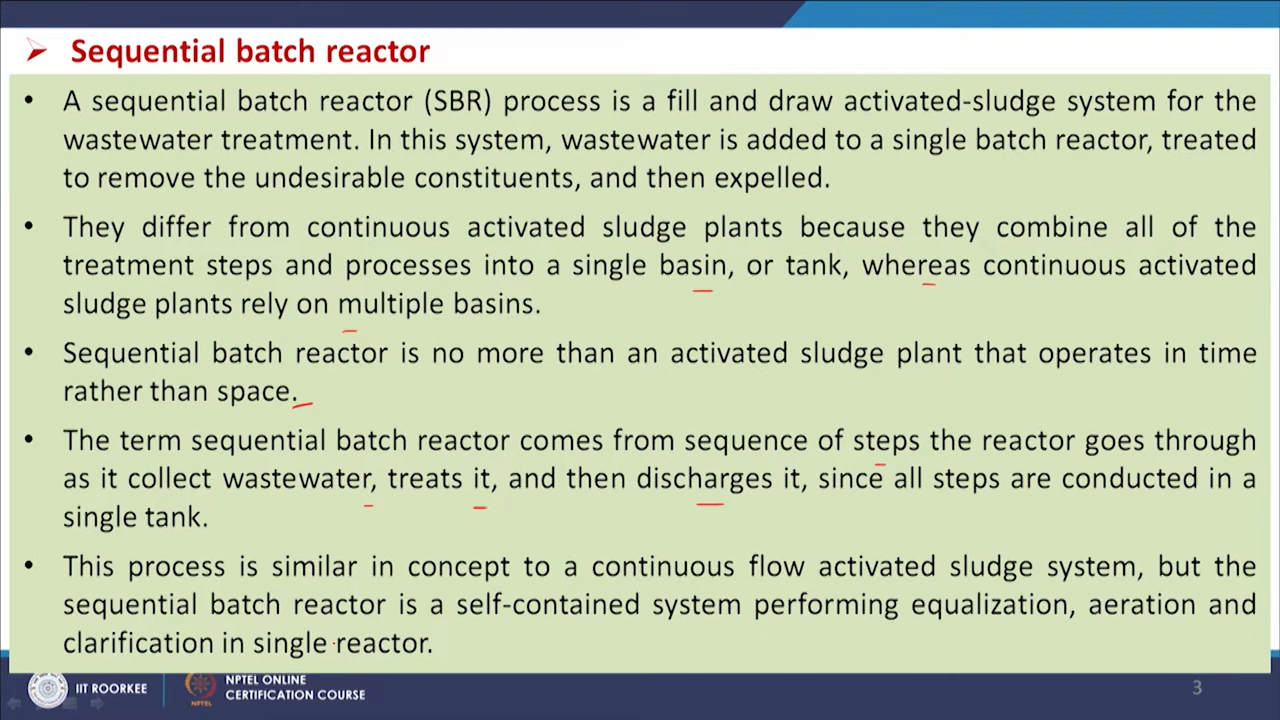 Sequential batch reactor
• A sequential batch reactor (SBR) process is a fill and draw activated-sludge system for the
wastewater treatment. In this system, wastewater is added to a single batch reactor, treated
to remove the undesirable constituents, and then expelled.
• They differ from continuous activated sludge plants because they combine all of the
treatment steps and processes into a single basin, or tank, whereas continuous activated
sludge plants rely on multiple basins.
• Sequential batch reactor is no more than an activated sludge plant that operates in time
rather than space.
• The term sequential batch reactor comes from sequence of steps the reactor goes through
as it collect wastewater, treats it, and then discharges it, since all steps are conducted in a
single tank.
• This process is similar in concept to a continuous flow activated sludge system, but the
sequential batch reactor is a self-contained system performing equalization, aeration and
clarification in single reactor.
IIT ROORKEE
NPTEL
NPTEL ONLINE
CERTIFICATION COURSE
3